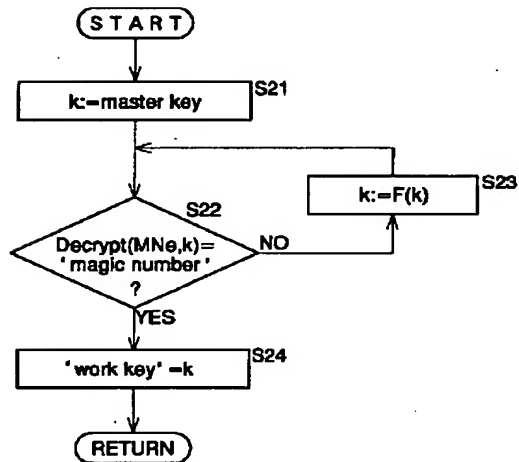 START
S21
k:=master key
S23
k:=F(k)
S22
Decrypt(MNe,k)=
'magic number'
?
NO
YES
S24
'work key' =k
RETURN